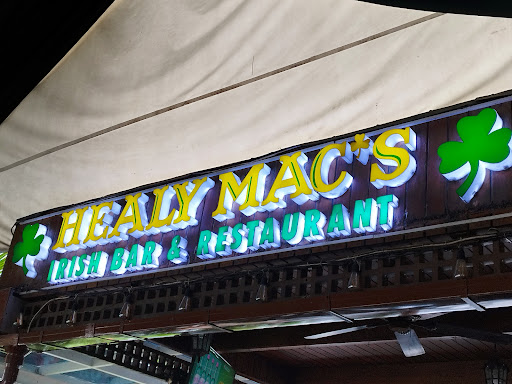 HEALY MAC'S
IRISH BAR & RESTAURANT